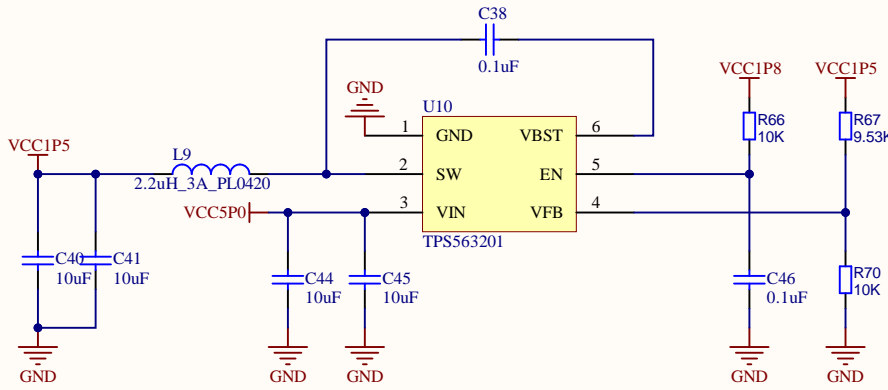 C38
0.1uF
VCC1P8
VCC1P5
GND
U10
R66
10K
R67
9.53K
1
GND
VBST
6
VCC1P5
L9
2.2uH_3A_PL0420
2
SW
EN
5
VCC5P0
3
VIN
VFB
4
TPS563201
C40
10uF
C41
10uF
C44
10uF
C45
10uF
C46
0.1uF
R70
10K
GND
GND
GND
GND
GND